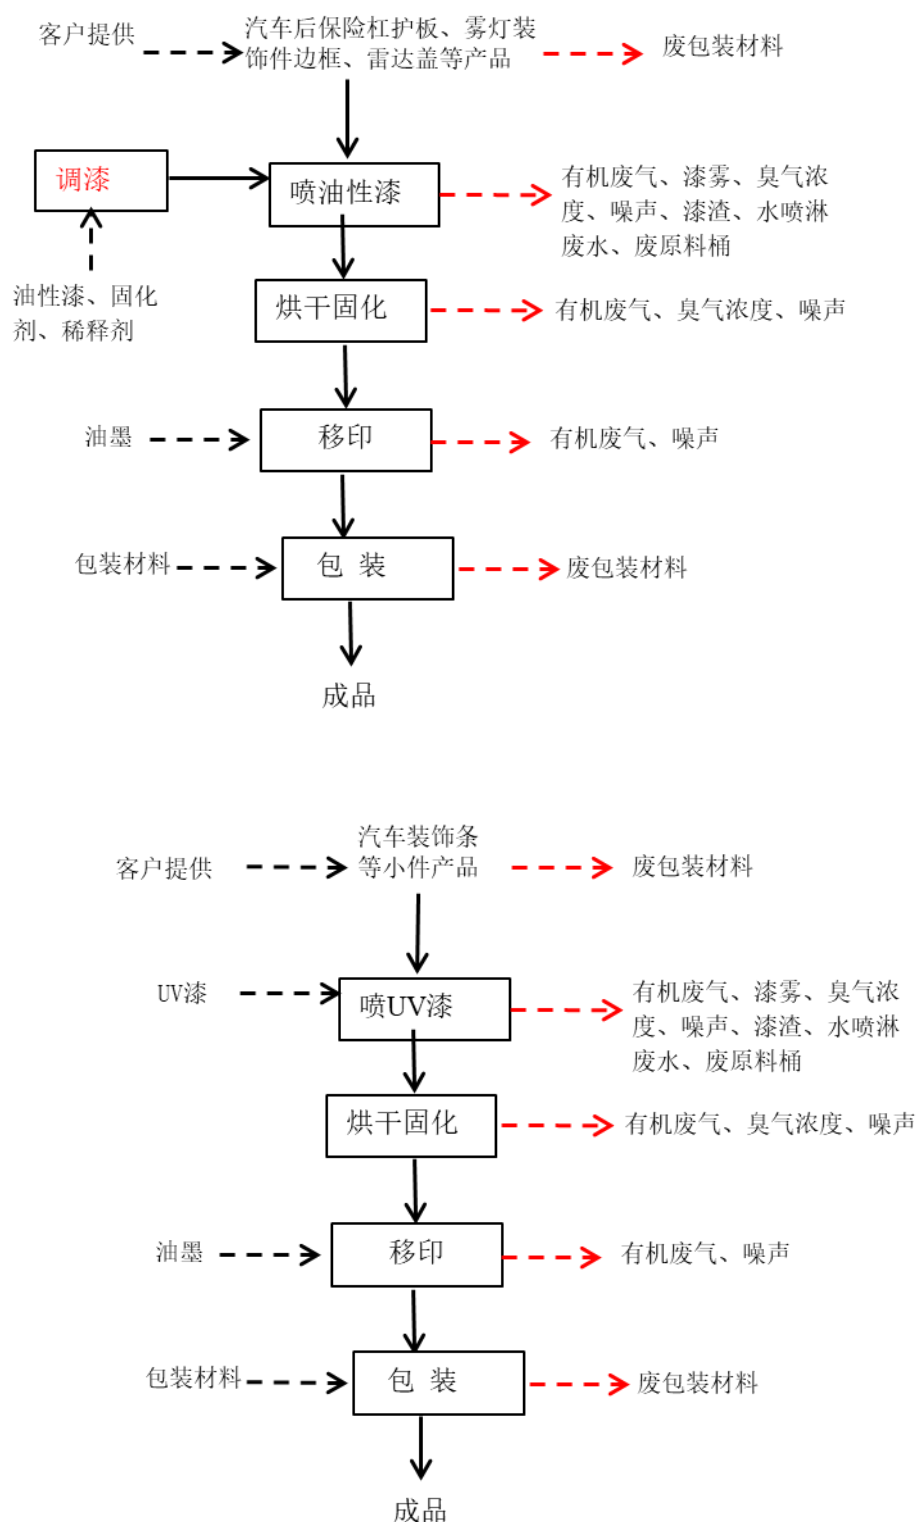 客户提供
汽车后保险杠护板、雾灯装
饰件边框、雷达盖等产品
废包装材料
调漆
喷油性漆
有机废气、漆雾、臭气浓
度、噪声、漆渣、水喷淋
废水、废原料桶
油性漆、固化
剂、稀释剂
烘干固化
有机废气、臭气浓度、噪声
油墨
移印
有机废气、噪声
包装材料
包 装
废包装材料
成品
客户提供
汽车装饰条
等小件产品
废包装材料
UV漆
喷UV漆
有机废气、漆雾、臭气浓
度、噪声、漆渣、水喷淋
废水、废原料桶
烘干固化
有机废气、臭气浓度、噪声
油墨
移印
有机废气、噪声
包装材料
包 装
废包装材料
成品